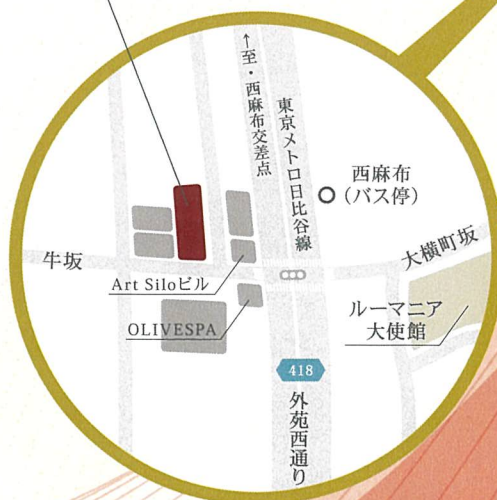 ↑至・西麻布交差点
東京メトロ日比谷線
西麻布
（バス停）
牛坂
大横町坂
Art Siloビル
OLIVESPA
ルーマニア
大使館
418
外苑西通り